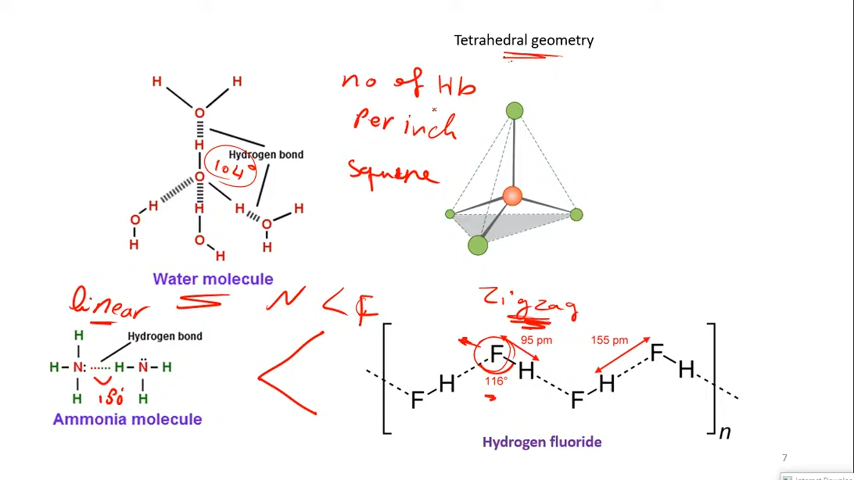 Tetrahedral geometry
no of Hb
Per inch
square
H H
O
H
Hydrogen bond
104°
O
H H H H
O O
H O H
H
Water molecule
linear
N < F
Zigzag
H
Hydrogen bond
H N: H N̈ H
H 180 H
Ammonia molecule
<
95 pm 155 pm
F F
H H
116°
H H
F F
n
Hydrogen fluoride
7